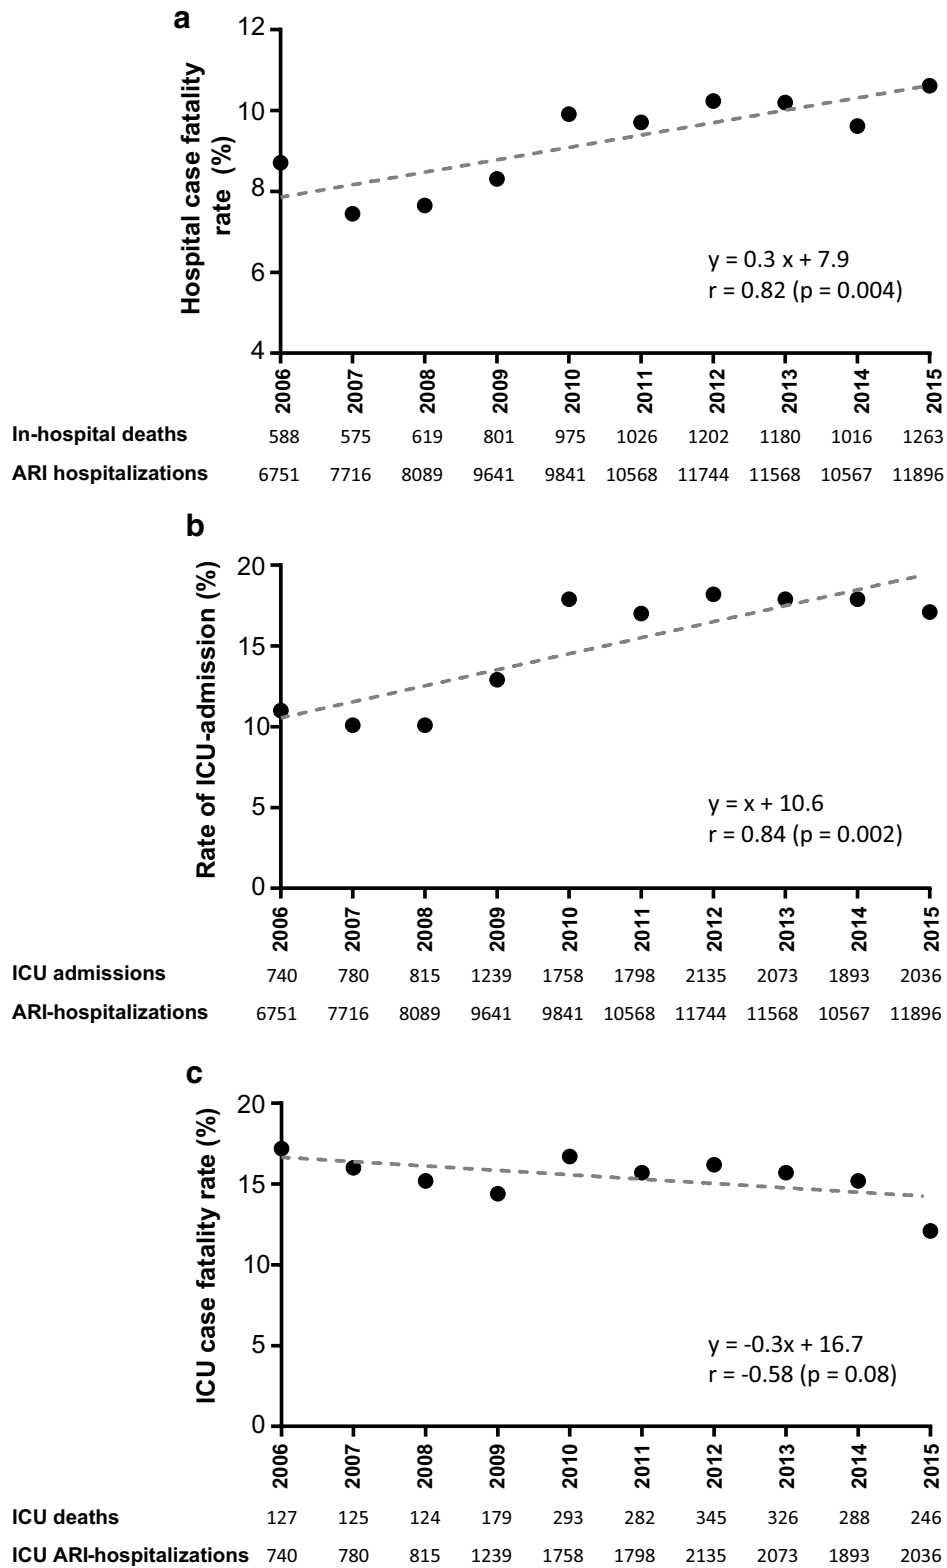 a
Hospital case fatality
rate (%)
12
10
8
6
4
y = 0.3 x + 7.9
r = 0.82 (p = 0.004)
2006 2007 2008 2009 2010 2011 2012 2013 2014 2015
In-hospital deaths 588 575 619 801 975 1026 1202 1180 1016 1263
ARI hospitalizations 6751 7716 8089 9641 9841 10568 11744 11568 10567 11896
b
Rate of ICU-admission (%)
20
15
10
5
0
y = x + 10.6
r = 0.84 (p = 0.002)
2006 2007 2008 2009 2010 2011 2012 2013 2014 2015
ICU admissions 740 780 815 1239 1758 1798 2135 2073 1893 2036
ARI-hospitalizations 6751 7716 8089 9641 9841 10568 11744 11568 10567 11896
c
ICU case fatality rate (%)
20
15
10
5
0
y = -0.3x + 16.7
r = -0.58 (p = 0.08)
2006 2007 2008 2009 2010 2011 2012 2013 2014 2015
ICU deaths 127 125 124 179 293 282 345 326 288 246
ICU ARI-hospitalizations 740 780 815 1239 1758 1798 2135 2073 1893 2036